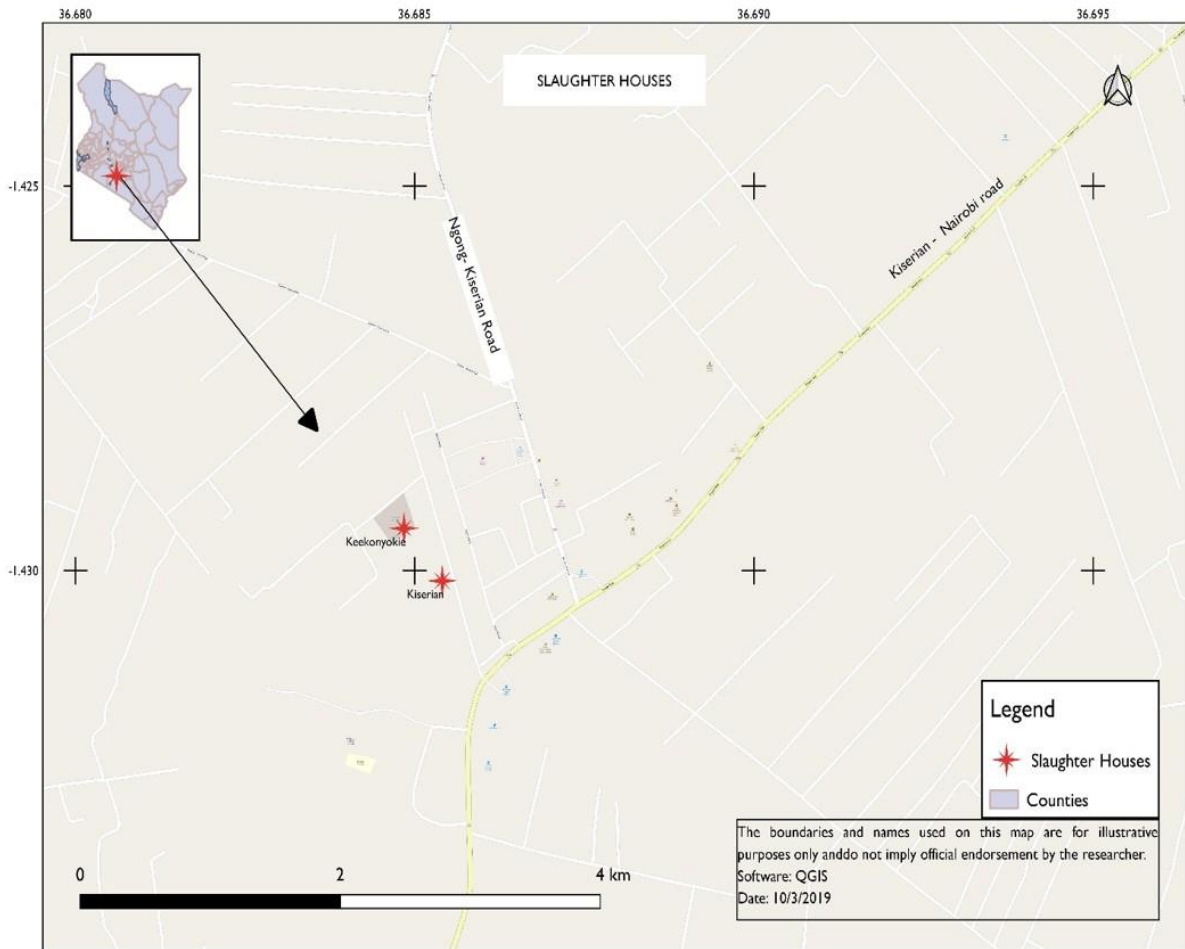 36.680 36.685 36.690 36.695
SLAUGHTER HOUSES
-1.425
Ngong- Kiserian Road
Kiserian - Nairobi road
Keekonyokie
-1.430
Kiserian
Legend
Slaughter Houses
Counties
The boundaries and names used on this map are for illustrative
purposes only anddo not imply official endorsement by the researcher.
Software: QGIS
Date: 10/3/2019
0 2 4 km